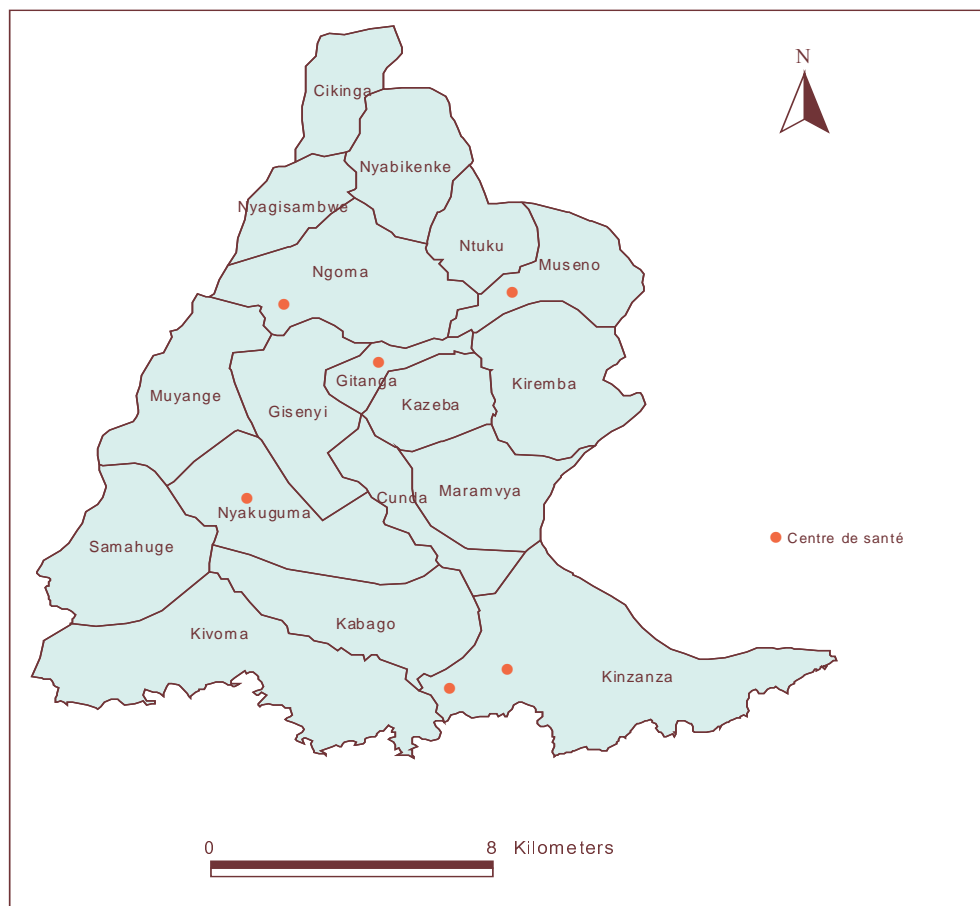 N
Cikinga
Nyabikenke
Nyagisambwe
Ntuku
Museno
Ngoma
Gitanga
Kiremba
Muyange
Kazeba
Gisenyi
Maramvya
Cunda
Nyakuguma
Centre de santé
Samahuge
Kabago
Kivoma
Kinzanza
0 8 Kilometers